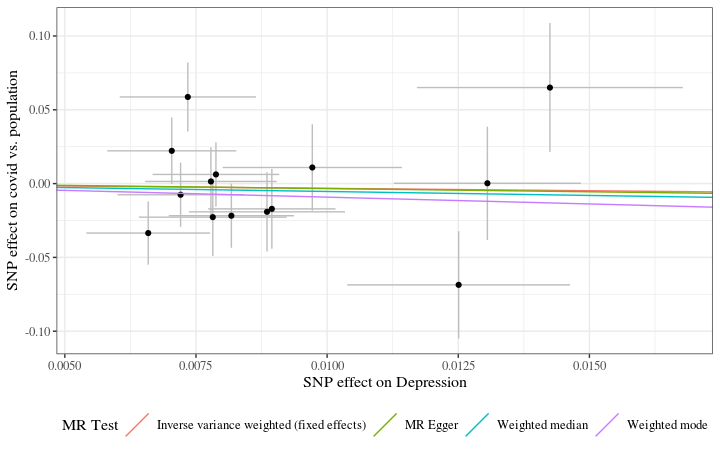 SNP effect on covid vs. population
0.10
0.05
0.00
-0.05
-0.10
0.0050 0.0075 0.0100 0.0125 0.0150
SNP effect on Depression
MR Test Inverse variance weighted (fixed effects) MR Egger Weighted median Weighted mode